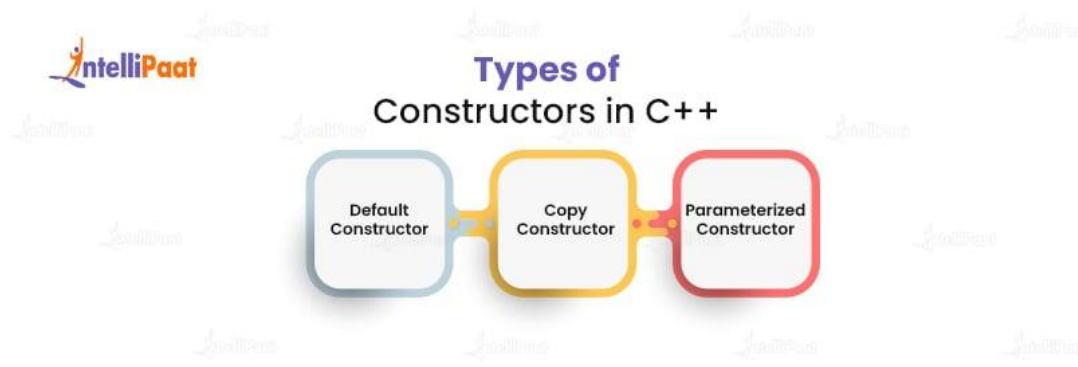 intelliPaat
Types of
Constructors in C++
Default
Constructor
Copy
Constructor
Parameterized
Constructor